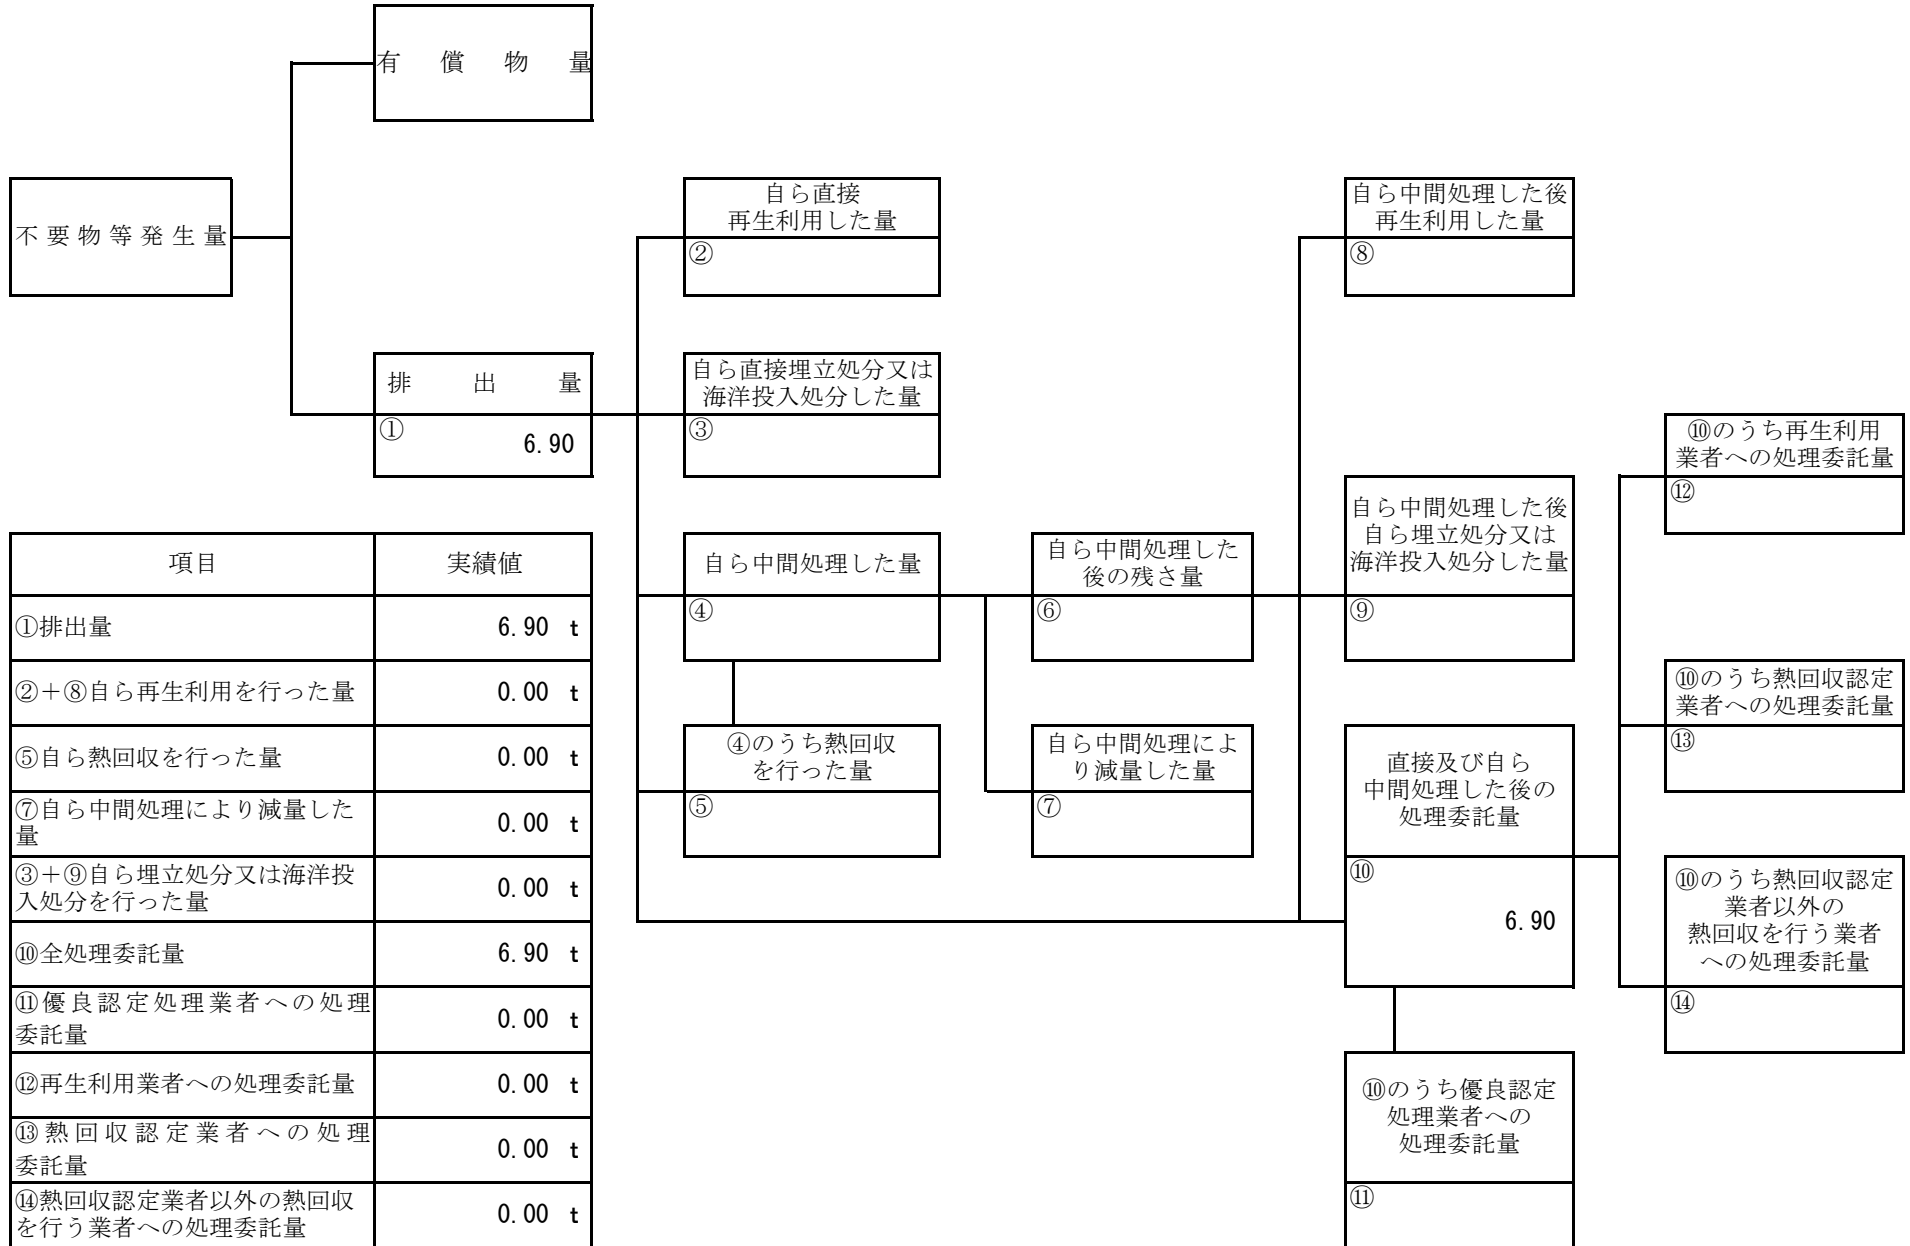 有償物量
不要物等発生量
排出量
①
6.90
自ら直接
再生利用した量
②
自ら直接埋立処分又は
海洋投入処分した量
③
自ら中間処理した量
④
④のうち熱回収
を行った量
⑤
自ら中間処理した
後の残さ量
⑥
自ら中間処理によ
り減量した量
⑦
自ら中間処理した後
再生利用した量
⑧
自ら中間処理した後
自ら埋立処分又は
海洋投入処分した量
⑨
直接及び自ら
中間処理した後の
処理委託量
⑩
6.90
⑩のうち優良認定
処理業者への
処理委託量
⑪
⑩のうち再生利用
業者への処理委託量
⑫
⑩のうち熱回収認定
業者への処理委託量
⑬
⑩のうち熱回収認定
業者以外の
熱回収を行う業者
への処理委託量
⑭
項目 実績値
①排出量 6.90 t
②＋⑧自ら再生利用を行った量 0.00 t
⑤自ら熱回収を行った量 0.00 t
⑦自ら中間処理により減量した
量 0.00 t
③＋⑨自ら埋立処分又は海洋投
入処分を行った量 0.00 t
⑩全処理委託量 6.90 t
⑪優良認定処理業者への処理
委託量 0.00 t
⑫再生利用業者への処理委託量 0.00 t
⑬熱回収認定業者への処理
委託量 0.00 t
⑭熱回収認定業者以外の熱回収
を行う業者への処理委託量 0.00 t